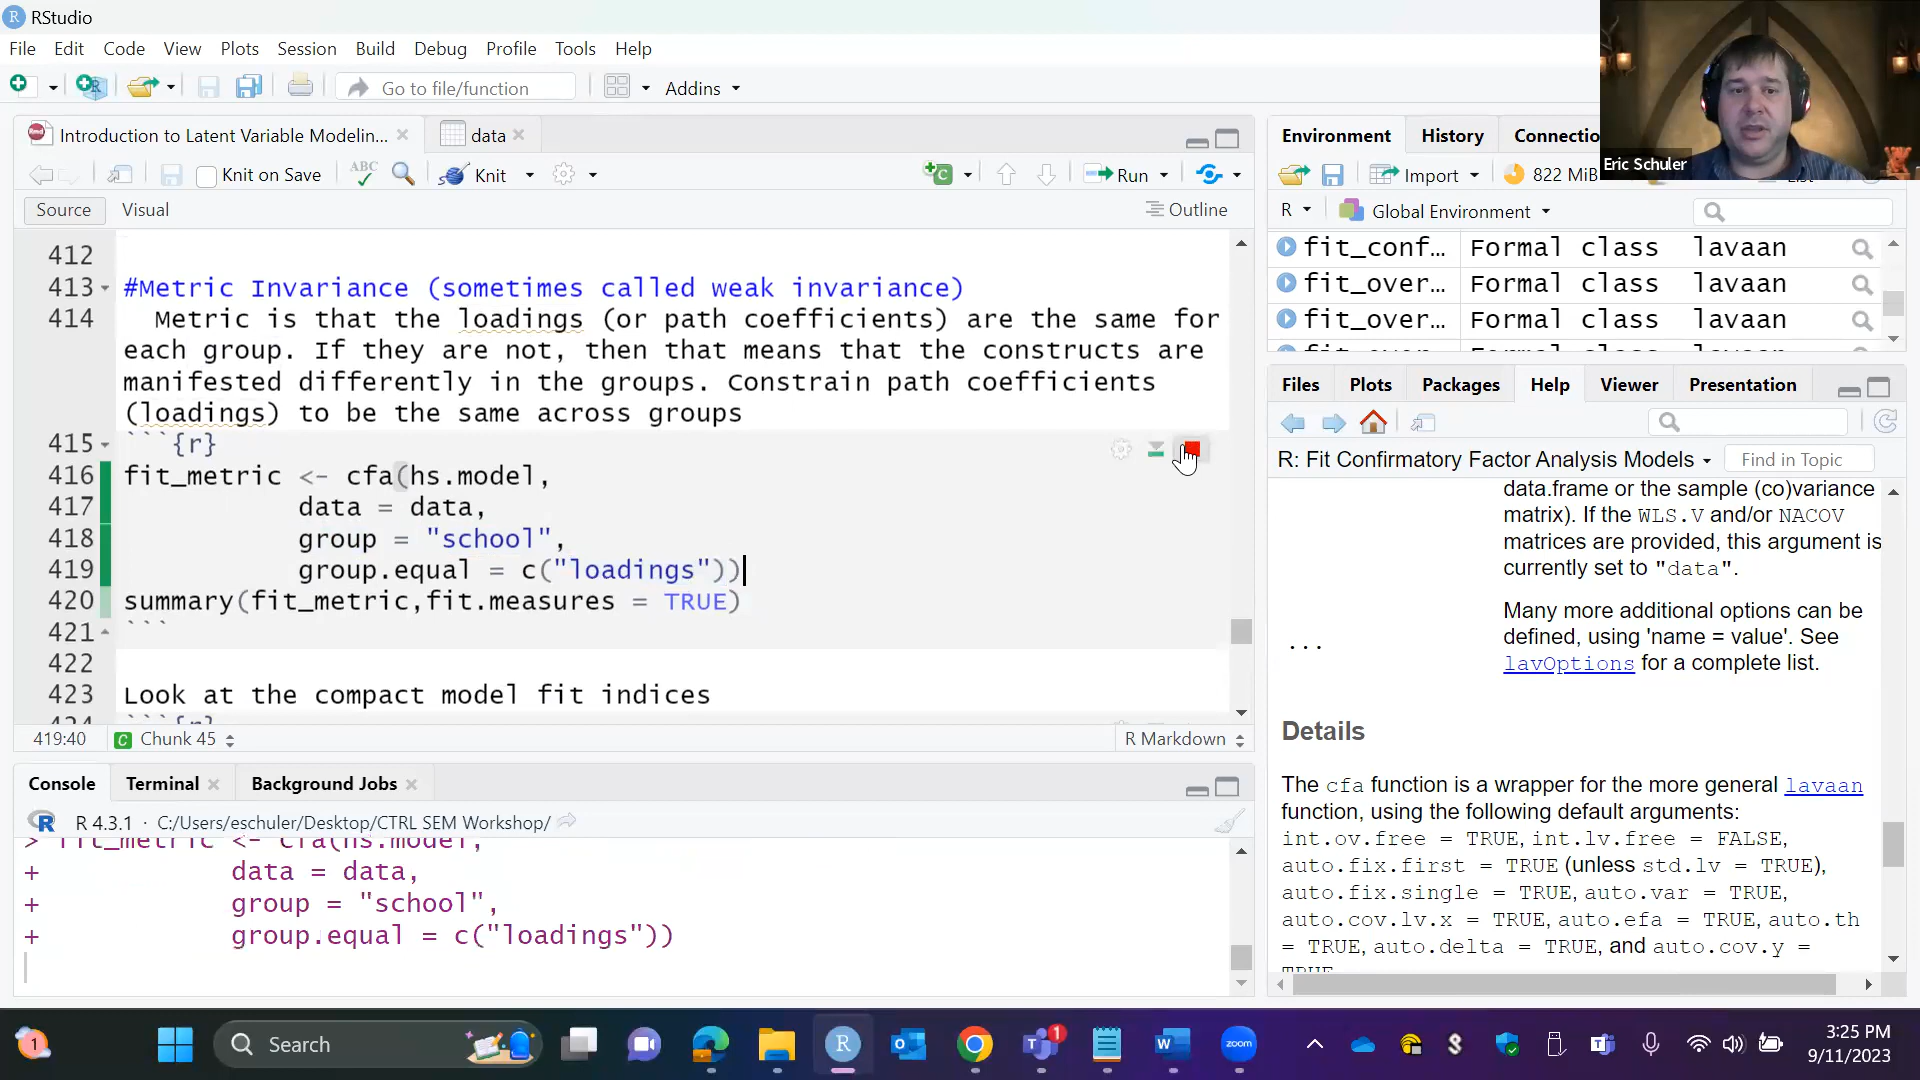 RStudio
File Edit Code View Plots Session Build Debug Profile Tools Help
Go to file/function Addins
Introduction to Latent Variable Modelin... data
Knit on Save ABC Knit Run
Source Visual Outline
412
413 #Metric Invariance (sometimes called weak invariance)
414 Metric is that the loadings (or path coefficients) are the same for
each group. If they are not, then that means that the constructs are
manifested differently in the groups. Constrain path coefficients
(loadings) to be the same across groups
415 ```{r}
416 fit_metric <- cfa(hs.model,
417 data = data,
418 group = "school",
419 group.equal = c("loadings"))
420 summary(fit_metric,fit.measures = TRUE)
421 ```
422
423 Look at the compact model fit indices
424 ```{r}
419:40 Chunk 45 R Markdown
Console Terminal Background Jobs
R 4.3.1 · C:/Users/eschuler/Desktop/CTRL SEM Workshop/
> fit_metric <- cfa(hs.model,
+ data = data,
+ group = "school",
+ group.equal = c("loadings"))
Environment History Connectio
Import 822 MiB
R Global Environment
fit_conf... Formal class lavaan
fit_over... Formal class lavaan
fit_over... Formal class lavaan
Files Plots Packages Help Viewer Presentation
R: Fit Confirmatory Factor Analysis Models Find in Topic
data.frame or the sample (co)variance
matrix). If the WLS.V and/or NACOV
matrices are provided, this argument is
currently set to "data".
... Many more additional options can be
defined, using 'name = value'. See
lavOptions for a complete list.
Details
The cfa function is a wrapper for the more general lavaan
function, using the following default arguments:
int.ov.free = TRUE, int.lv.free = FALSE,
auto.fix.first = TRUE (unless std.lv = TRUE),
auto.fix.single = TRUE, auto.var = TRUE,
auto.cov.lv.x = TRUE, auto.efa = TRUE, auto.th
= TRUE, auto.delta = TRUE, and auto.cov.y =
TRUE
Eric Schuler
1 Search 1 zoom
3:25 PM
9/11/2023